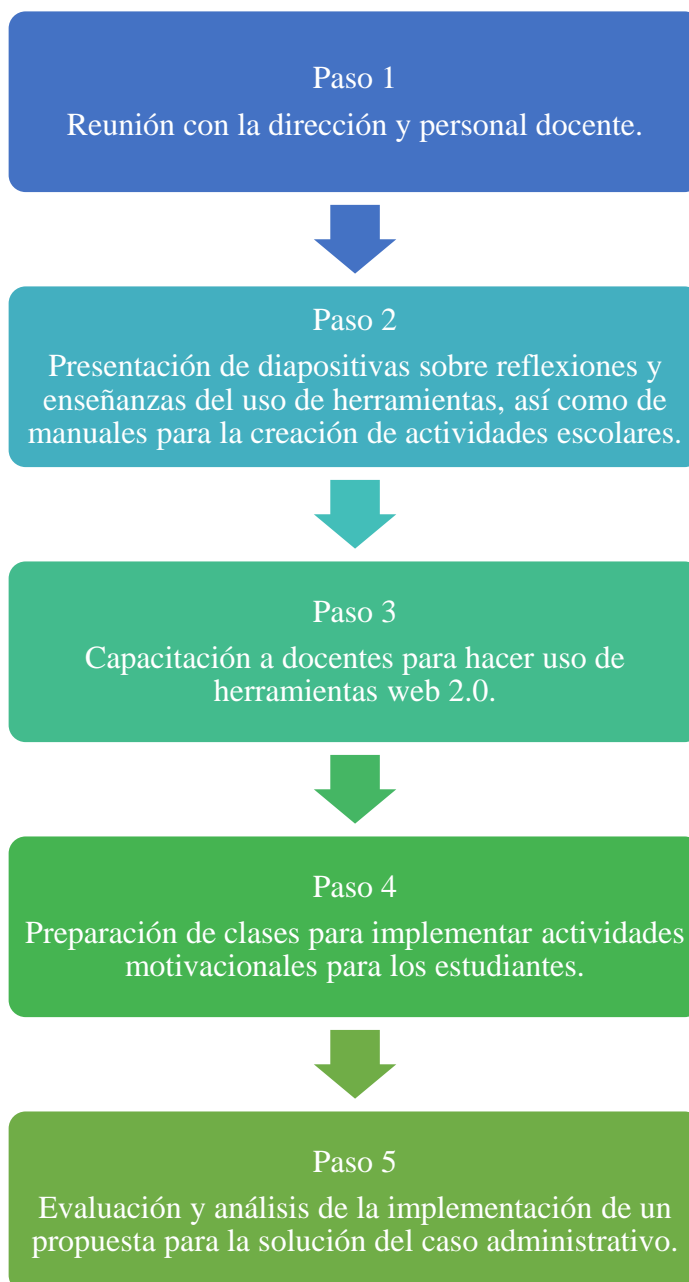 Paso 1
Reunión con la dirección y personal docente.
Paso 2
Presentación de diapositivas sobre reflexiones y
enseñanzas del uso de herramientas, así como de
manuales para la creación de actividades escolares.
Paso 3
Capacitación a docentes para hacer uso de
herramientas web 2.0.
Paso 4
Preparación de clases para implementar actividades
motivacionales para los estudiantes.
Paso 5
Evaluación y análisis de la implementación de un
propuesta para la solución del caso administrativo.